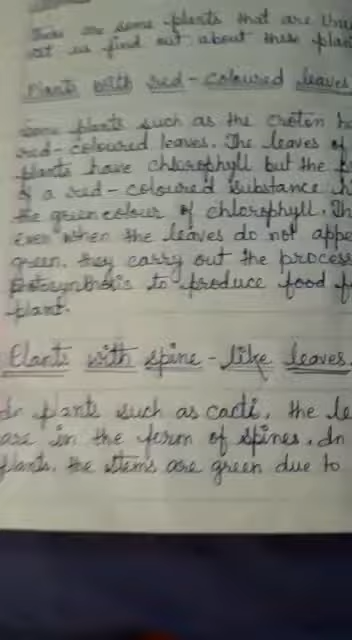 There are some plants that are
let us find out about these plan
Plants with red-coloured leaves
Some plants such as the croton ha
red-coloured leaves. The leaves of
plants have chlorophyll but the
of a red-coloured substance hi
the green colour of chlorophyll. Th
Even when the leaves do not appe
green, they carry out the process
photosynthesis to produce food f
plant.
Plants with spine-like leaves.
In plants such as cacti, the le
are in the form of spines. In
plants, the stems are green due to